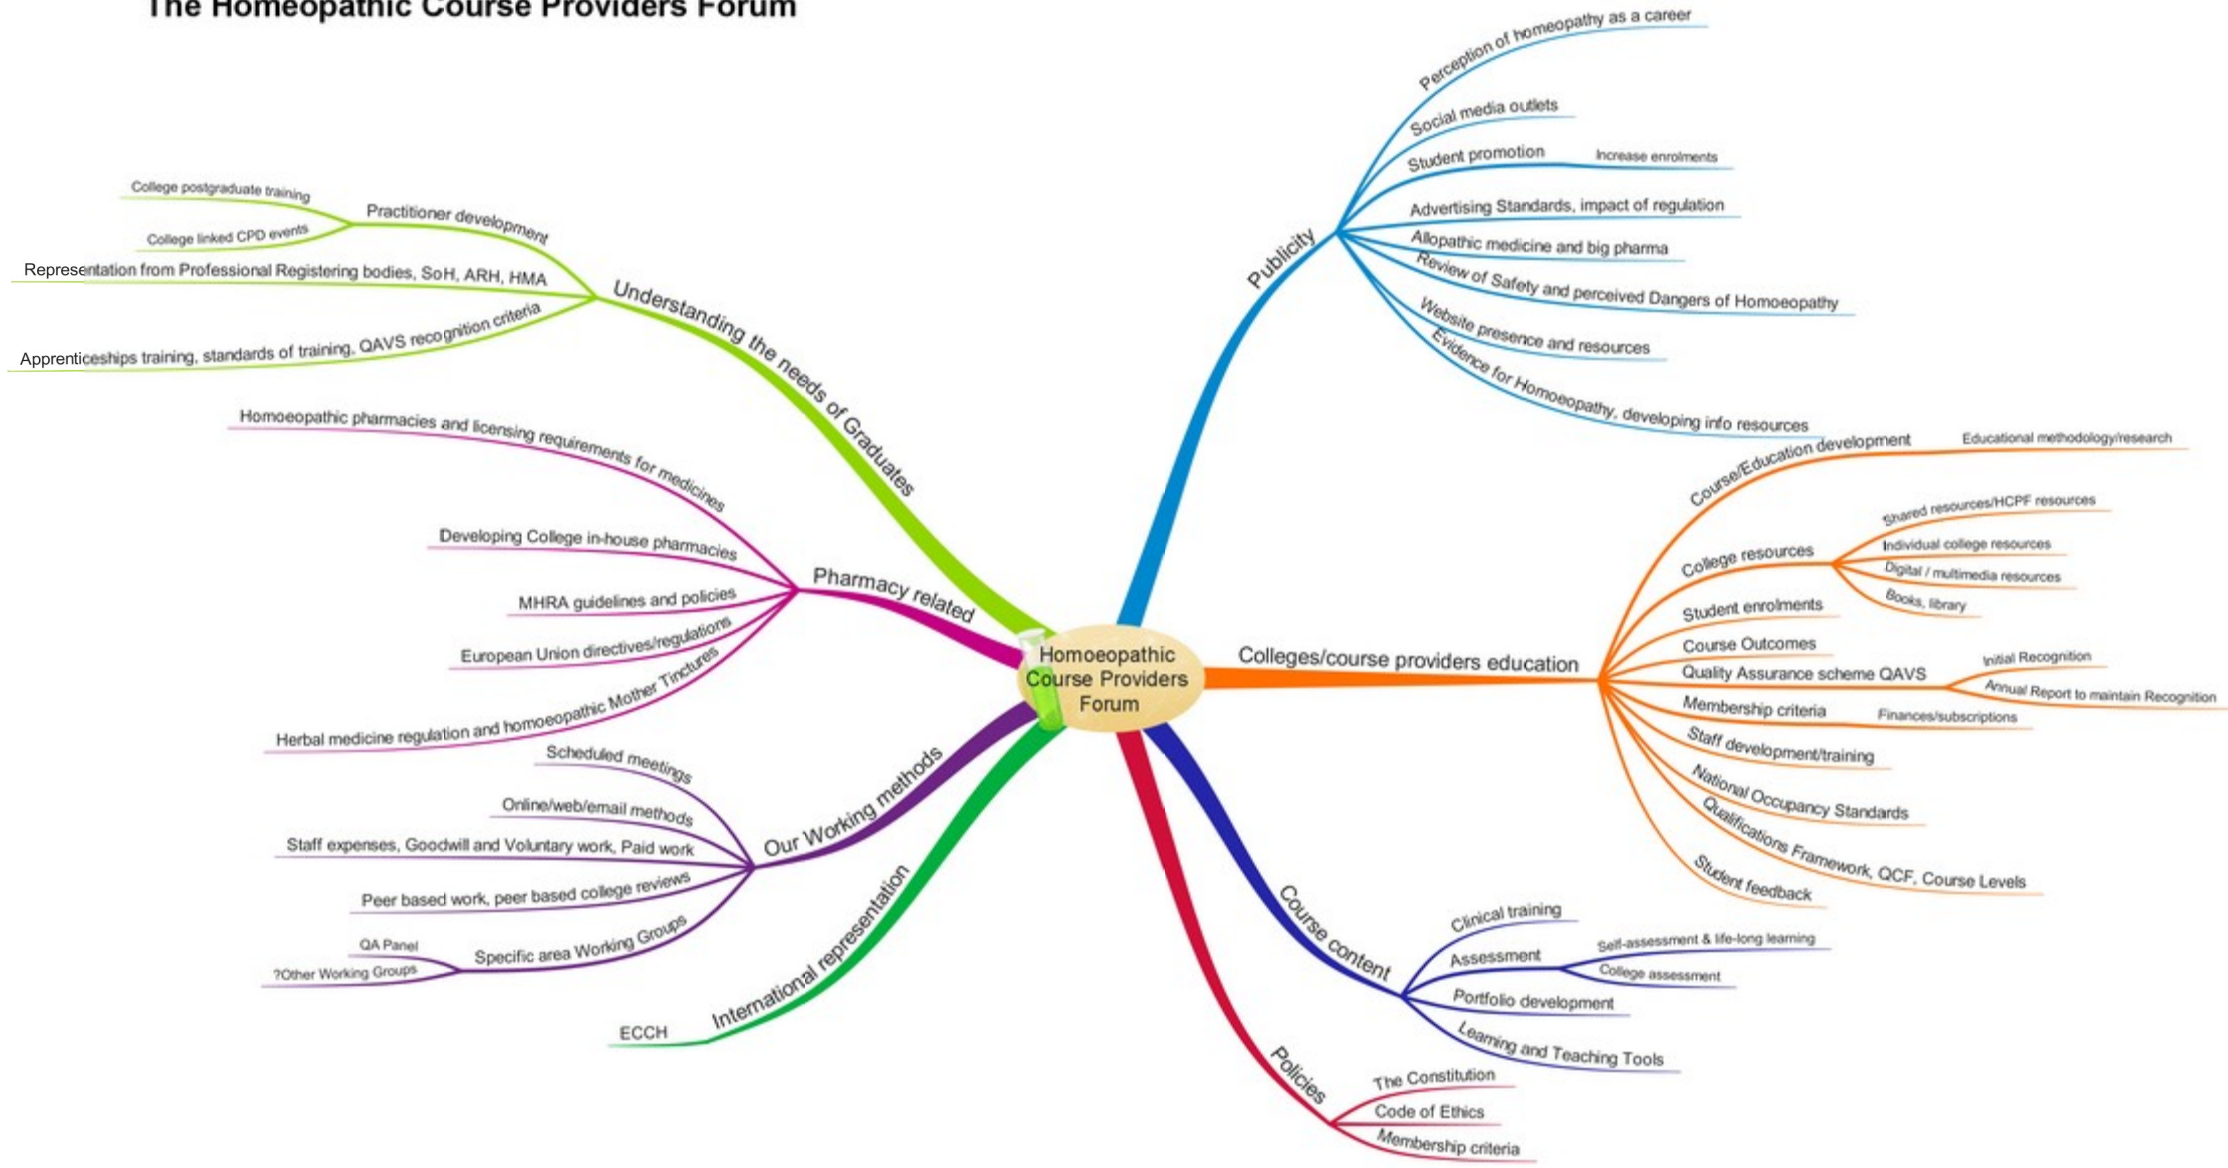 The Homeopathic Course Providers Forum
Homoeopathic
Course Providers
Forum
Publicity
Perception of homeopathy as a career
Social media outlets
Student promotion
Increase enrolments
Advertising Standards, impact of regulation
Allopathic medicine and big pharma
Review of Safety and perceived Dangers of Homoeopathy
Website presence and resources
Evidence for Homoeopathy, developing info resources
Colleges/course providers education
Course/Education development
Educational methodology/research
College resources
Shared resources/HCPF resources
Individual college resources
Digital / multimedia resources
Books, library
Student enrolments
Course Outcomes
Quality Assurance scheme QAVS
Initial Recognition
Annual Report to maintain Recognition
Membership criteria
Finances/subscriptions
Staff development/training
National Occupancy Standards
Qualifications Framework, QCF, Course Levels
Student feedback
Course content
Clinical training
Assessment
Self-assessment & life-long learning
College assessment
Portfolio development
Learning and Teaching Tools
Policies
The Constitution
Code of Ethics
Membership criteria
Understanding the needs of Graduates
Practitioner development
College postgraduate training
College linked CPD events
Representation from Professional Registering bodies, SoH, ARH, HMA
Apprenticeships training, standards of training, QAVS recognition criteria
Pharmacy related
Homoeopathic pharmacies and licensing requirements for medicines
Developing College in-house pharmacies
MHRA guidelines and policies
European Union directives/regulations
Herbal medicine regulation and homoeopathic Mother Tinctures
Our Working methods
Scheduled meetings
Online/web/email methods
Staff expenses, Goodwill and Voluntary work, Paid work
Peer based work, peer based college reviews
Specific area Working Groups
QA Panel
?Other Working Groups
International representation
ECCH